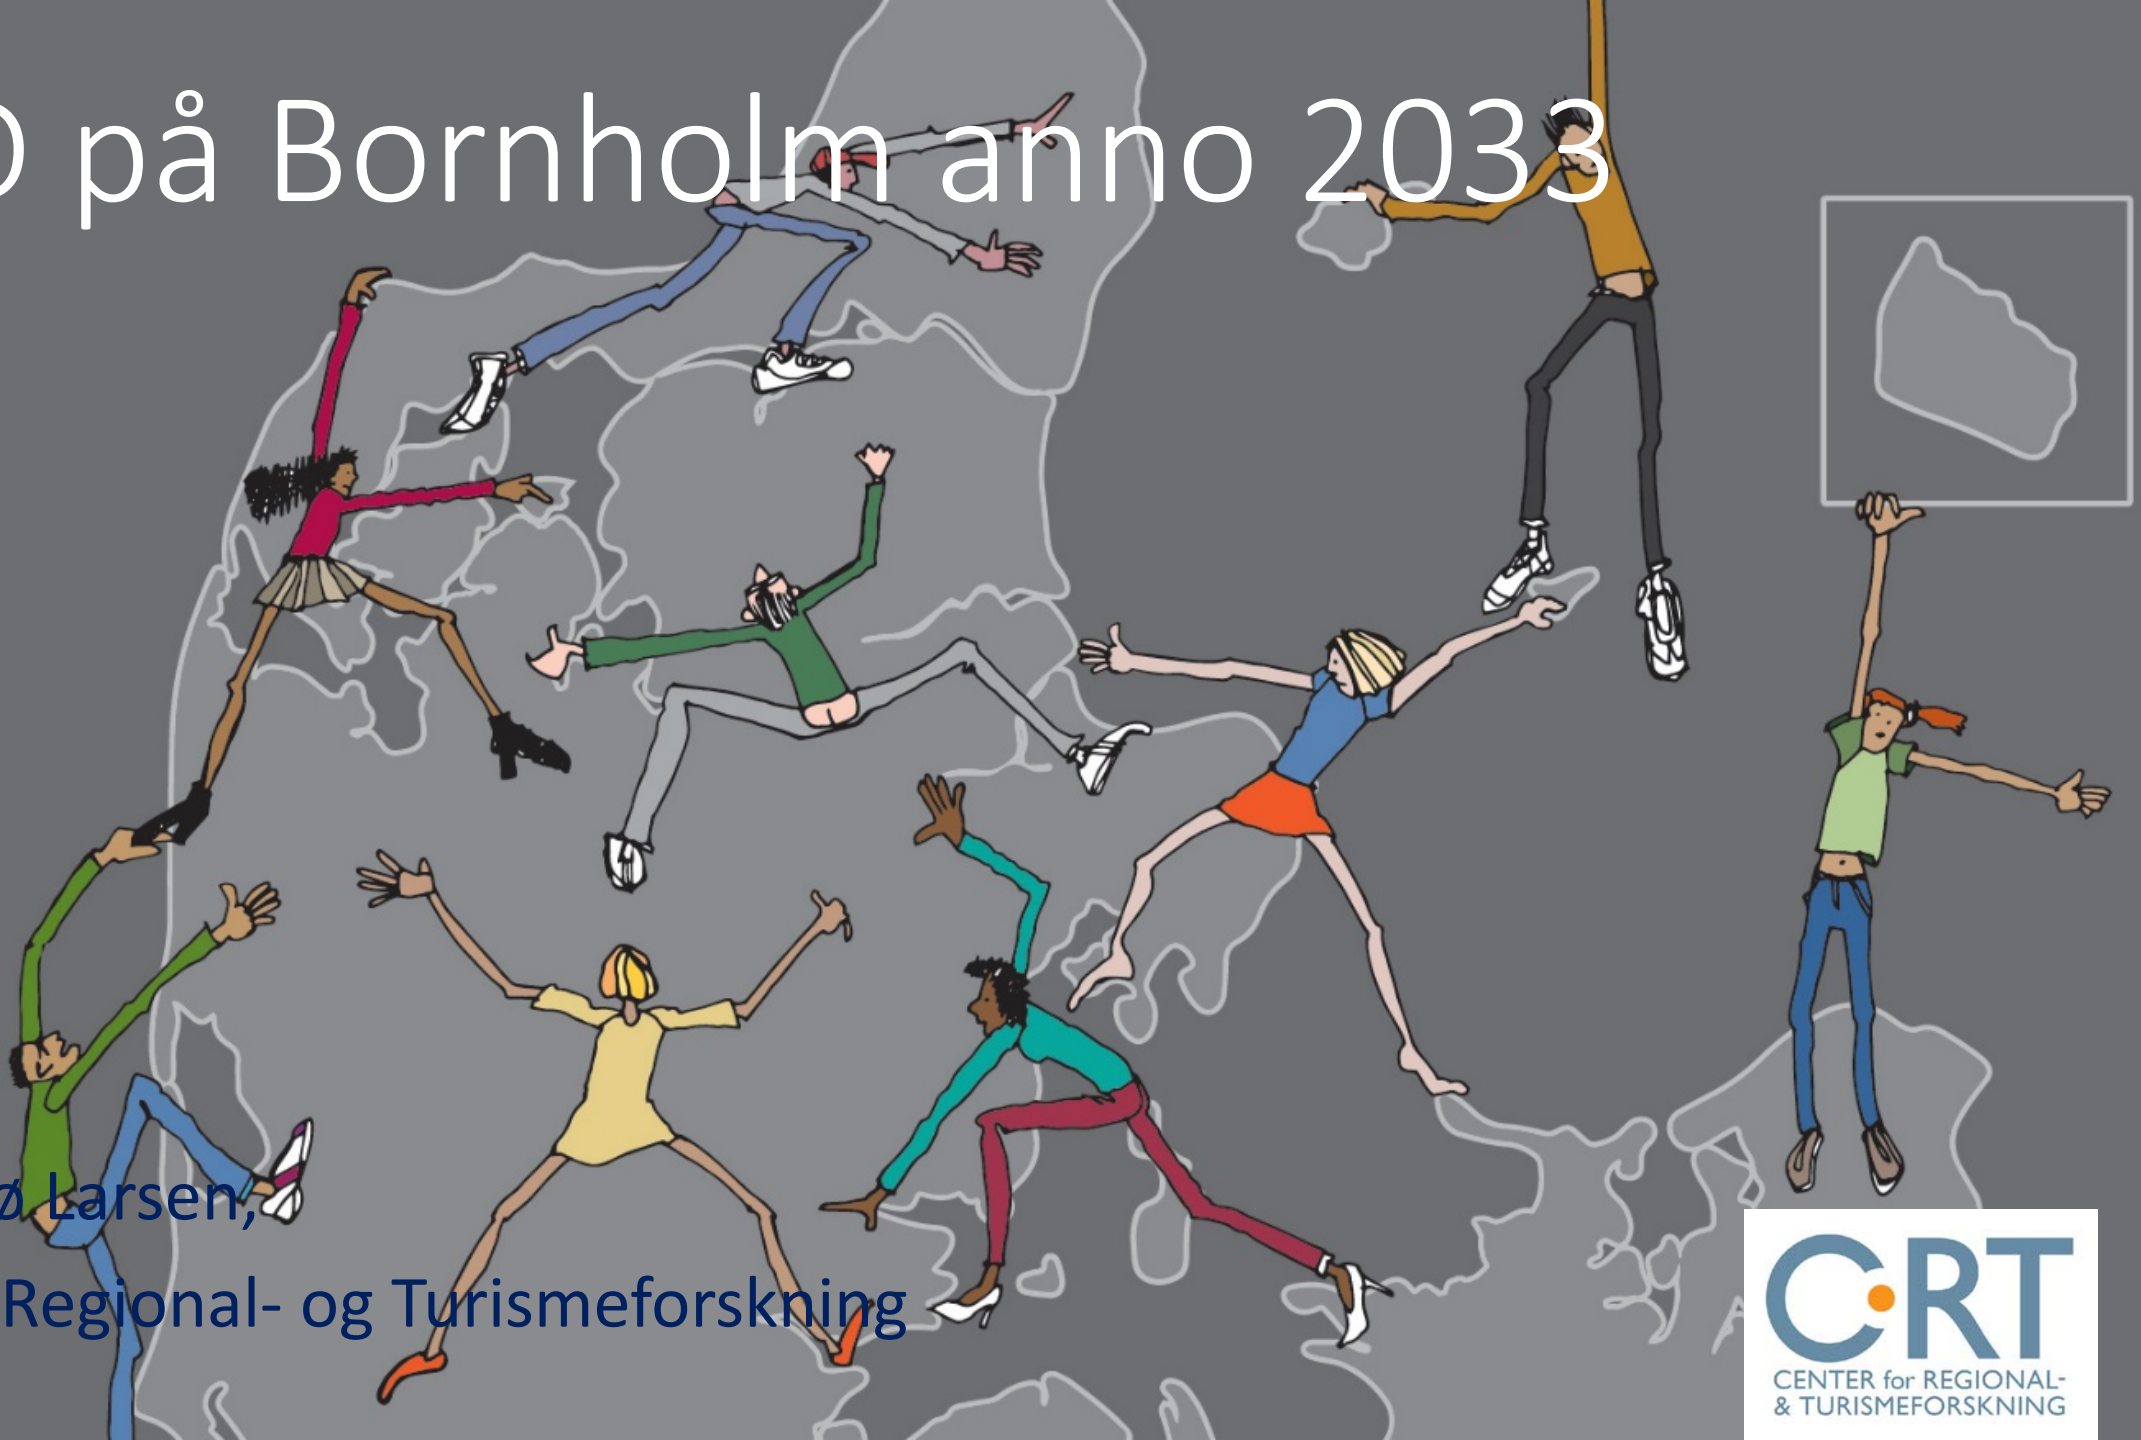 på Bornholm anno 2033
Larsen,
Regional- og Turismeforskning
CRT
CENTER for REGIONAL-
& TURISMEFORSKNING